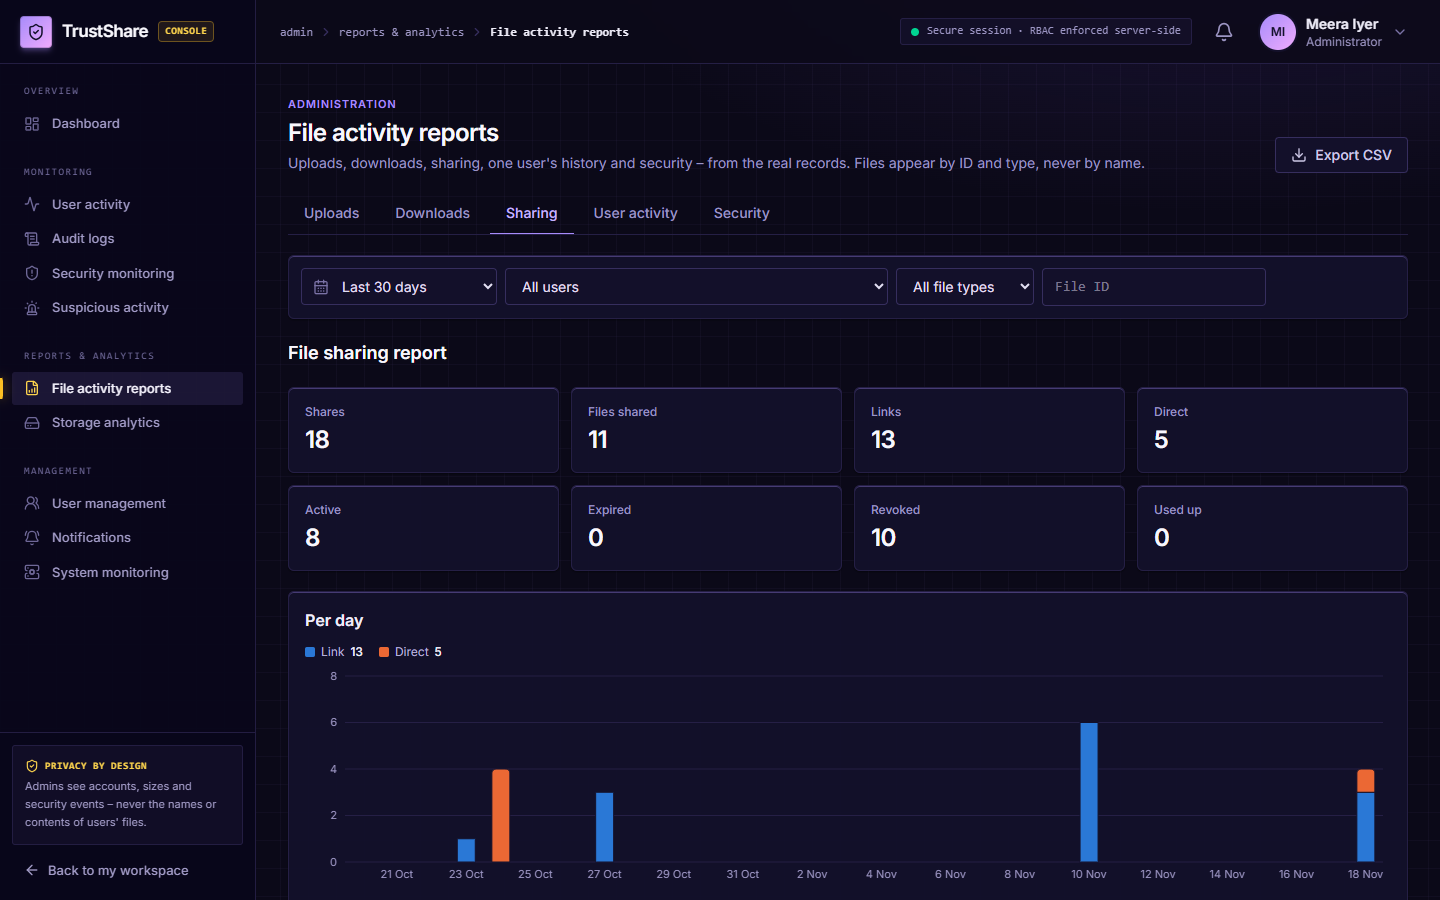 TrustShare
CONSOLE
admin > reports & analytics > File activity reports
Secure session · RBAC enforced server-side
MI
Meera Iyer
Administrator
OVERVIEW
Dashboard
MONITORING
User activity
Audit logs
Security monitoring
Suspicious activity
REPORTS & ANALYTICS
File activity reports
Storage analytics
MANAGEMENT
User management
Notifications
System monitoring
PRIVACY BY DESIGN
Admins see accounts, sizes and
security events – never the names or
contents of users' files.
Back to my workspace
ADMINISTRATION
File activity reports
Uploads, downloads, sharing, one user's history and security – from the real records. Files appear by ID and type, never by name.
Export CSV
Uploads Downloads Sharing User activity Security
Last 30 days All users All file types File ID
File sharing report
Shares
18
Files shared
11
Links
13
Direct
5
Active
8
Expired
0
Revoked
10
Used up
0
Per day
Link 13 Direct 5
8
6
4
2
0
21 Oct 23 Oct 25 Oct 27 Oct 29 Oct 31 Oct 2 Nov 4 Nov 6 Nov 8 Nov 10 Nov 12 Nov 14 Nov 16 Nov 18 Nov